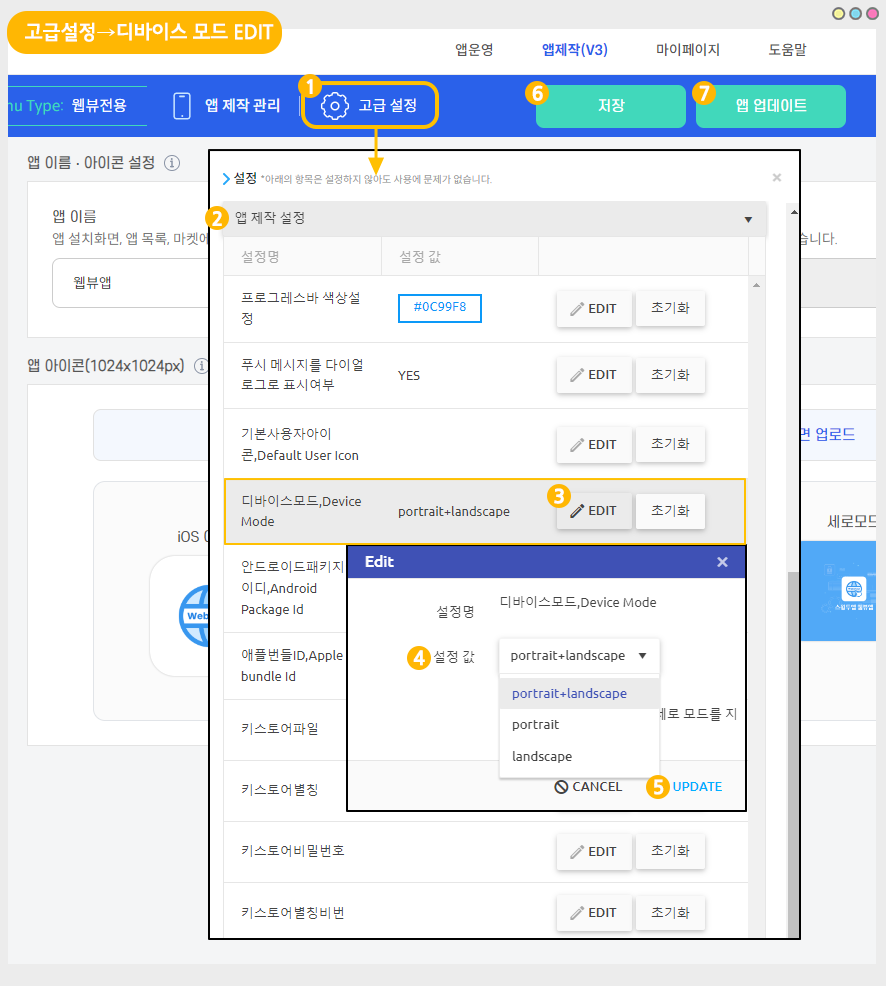 고급설정→디바이스 모드 EDIT
앱운영 앱제작(V3) 마이페이지 도움말
nu Type: 웹뷰전용 앱 제작 관리 1 고급 설정 6 저장 7 앱 업데이트
앱 이름 · 아이콘 설정
설정 *아래의 항목은 설정하지 않아도 사용에 문제가 없습니다.
앱 이름
앱 설치화면, 앱 목록, 마켓에
습니다.
웹뷰앱
2 앱 제작 설정
설정명 설정 값
프로그레스바 색상설
정
#0C99F8 EDIT 초기화
앱 아이콘(1024x1024px)
푸시 메시지를 다이얼
로그로 표시여부
YES EDIT 초기화
기본사용자아이
콘,Default User Icon
EDIT 초기화
면 업로드
디바이스모드,Device
Mode
portrait+landscape 3 EDIT 초기화
iOS
세로모드
Web
스윙투앱 웹뷰앱
안드로이드패키지
이디,Android
Package Id
애플번들ID,Apple
bundle Id
키스토어파일
키스토어별칭
Edit
설정명 디바이스모드,Device Mode
4 설정 값 portrait+landscape
portrait+landscape
portrait
landscape
세로 모드를 지
CANCEL 5 UPDATE
키스토어비밀번호 EDIT 초기화
키스토어별칭비번 EDIT 초기화